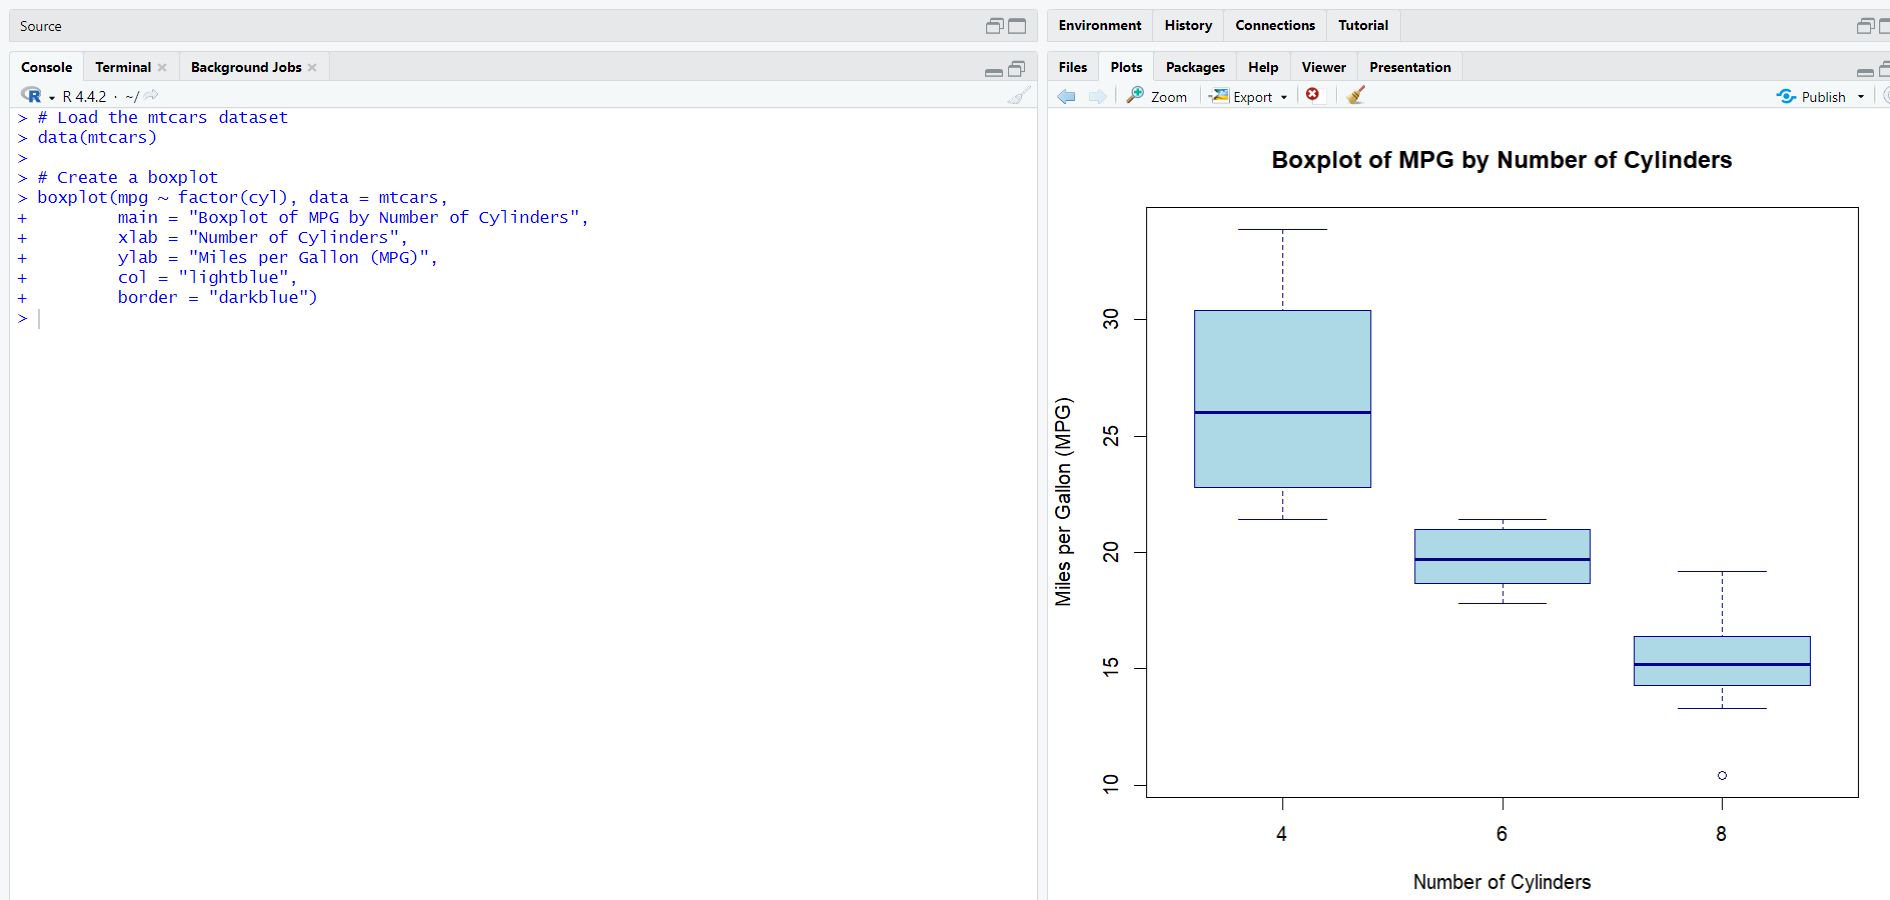 Source
Console Terminal Background Jobs
R 4.4.2 · ~/
> # Load the mtcars dataset
> data(mtcars)
>
> # Create a boxplot
> boxplot(mpg ~ factor(cyl), data = mtcars,
+         main = "Boxplot of MPG by Number of Cylinders",
+         xlab = "Number of Cylinders",
+         ylab = "Miles per Gallon (MPG)",
+         col = "lightblue",
+         border = "darkblue")
>
Environment History Connections Tutorial
Files Plots Packages Help Viewer Presentation
Zoom Export Publish
Boxplot of MPG by Number of Cylinders
Miles per Gallon (MPG)
30
25
20
15
10
4 6 8
Number of Cylinders